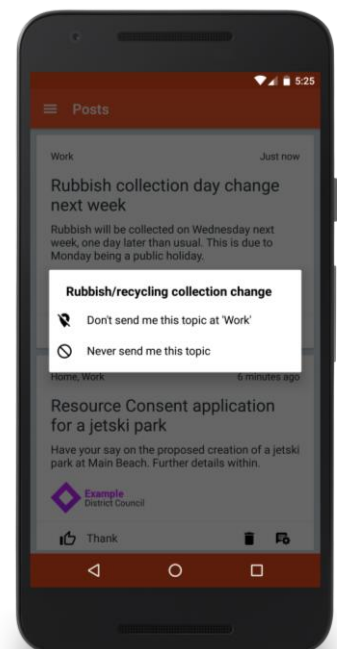 5:25
Posts
Work Just now
Rubbish collection day change
next week
Rubbish will be collected on Wednesday next
week, one day later than usual. This is due to
Monday being a public holiday.
Rubbish/recycling collection change
Don't send me this topic at 'Work'
Never send me this topic
Home, Work 6 minutes ago
Resource Consent application
for a jetski park
Have your say on the proposed creation of a jetski
park at Main Beach. Further details within.
Example
District Council
Thank